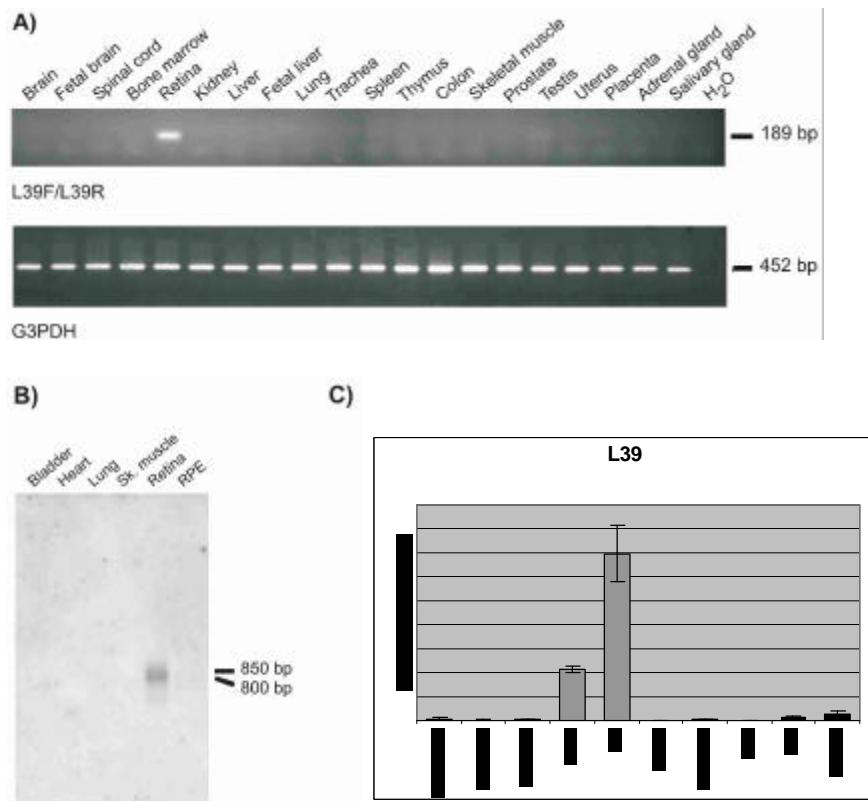 A)
Brain Fetal brain Spinal cord Bone marrow Retina Kidney Liver Fetal liver Lung Trachea Spleen Thymus Colon Skeletal muscle Prostate Testis Uterus Placenta Adrenal gland Salivary gland H2O
189 bp
L39F/L39R
452 bp
G3PDH
B)
Bladder Heart Lung Sk. muscle Retina RPE
850 bp
800 bp
C)
L39